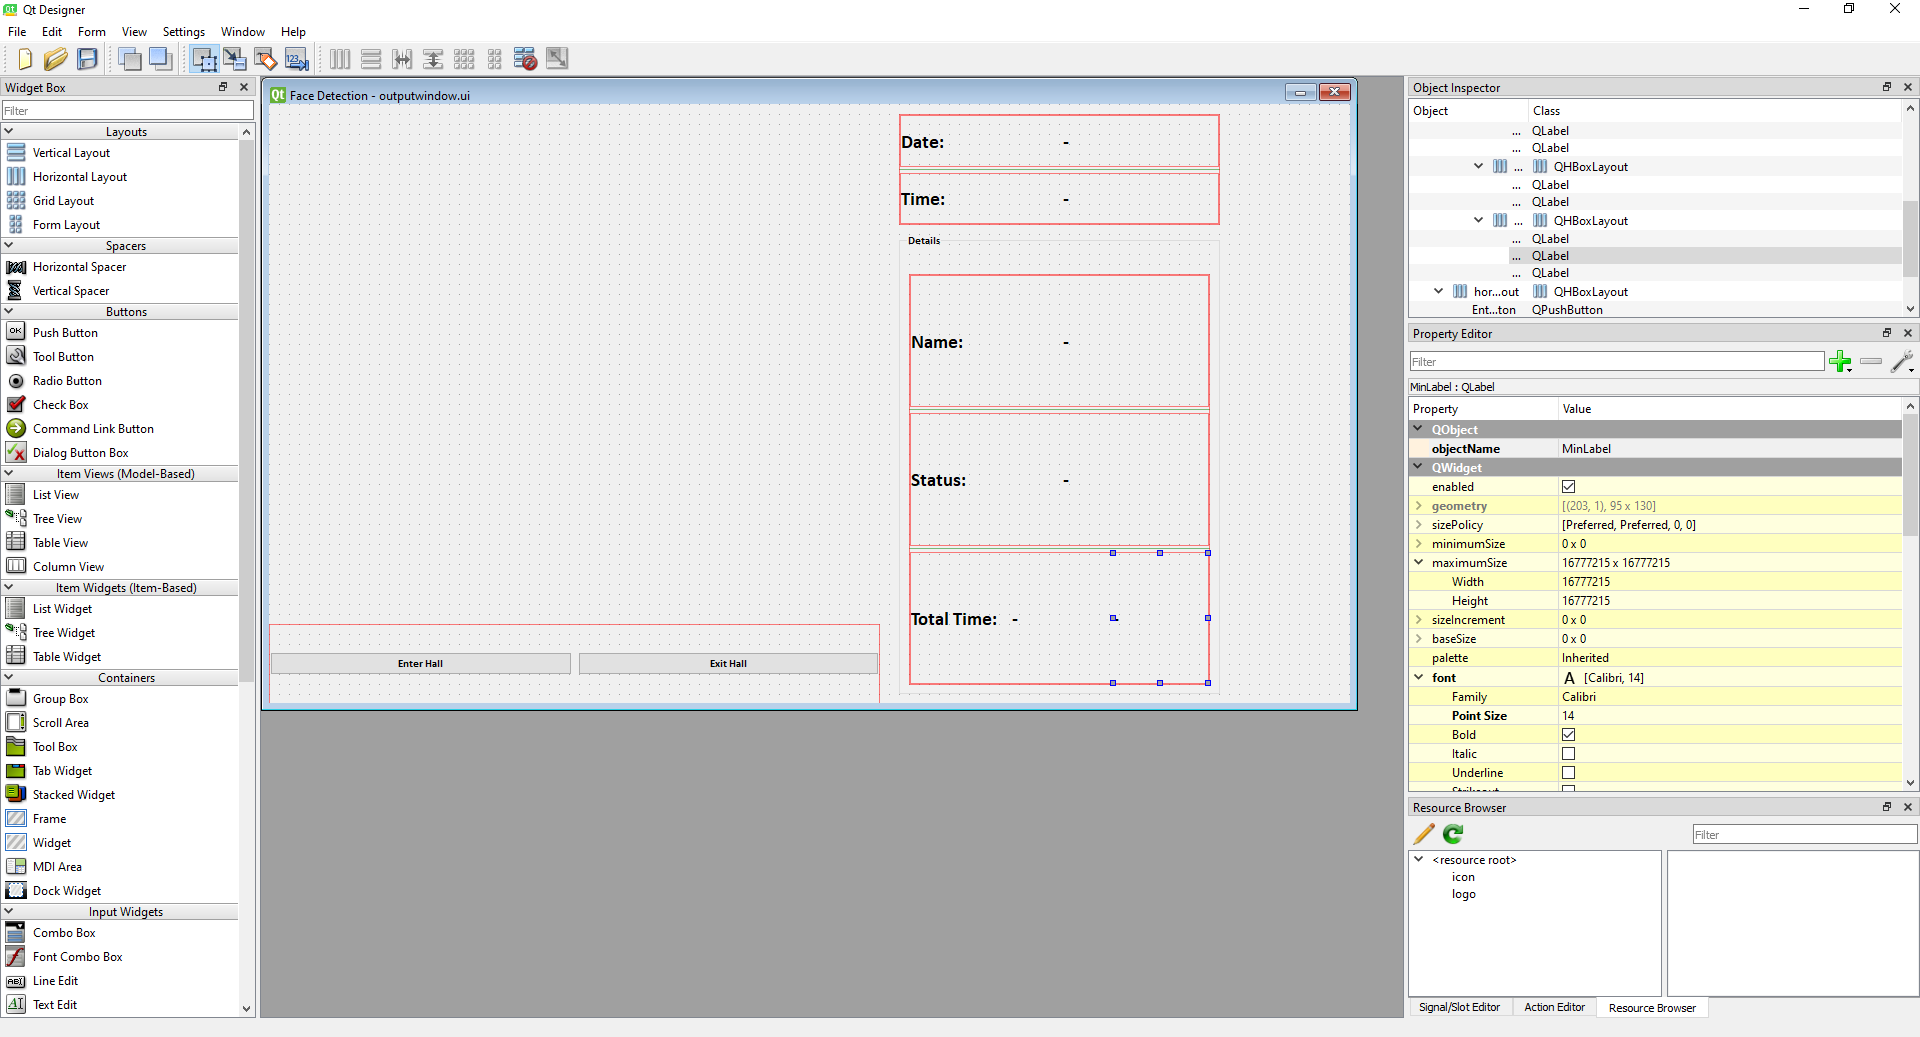 Qt Designer
File Edit Form View Settings Window Help
Widget Box
Filter
Layouts
Vertical Layout
Horizontal Layout
Grid Layout
Form Layout
Spacers
Horizontal Spacer
Vertical Spacer
Buttons
Push Button
Tool Button
Radio Button
Check Box
Command Link Button
Dialog Button Box
Item Views (Model-Based)
List View
Tree View
Table View
Column View
Item Widgets (Item-Based)
List Widget
Tree Widget
Table Widget
Containers
Group Box
Scroll Area
Tool Box
Tab Widget
Stacked Widget
Frame
Widget
MDI Area
Dock Widget
Input Widgets
Combo Box
Font Combo Box
Line Edit
Text Edit
Face Detection - outputwindow.ui
Date: -
Time: -
Details
Name: -
Status: -
Total Time: - -
Enter Hall Exit Hall
Object Inspector
Object Class
... QLabel
... QLabel
... QHBoxLayout
... QLabel
... QLabel
... QHBoxLayout
... QLabel
... QLabel
... QLabel
hor...out QHBoxLayout
Ent...ton QPushButton
Property Editor
Filter
MinLabel : QLabel
Property Value
QObject
objectName MinLabel
QWidget
enabled
geometry [(203, 1), 95 x 130]
sizePolicy [Preferred, Preferred, 0, 0]
minimumSize 0 x 0
maximumSize 16777215 x 16777215
Width 16777215
Height 16777215
sizeIncrement 0 x 0
baseSize 0 x 0
palette Inherited
font A [Calibri, 14]
Family Calibri
Point Size 14
Bold
Italic
Underline
Strikeout
Resource Browser
Filter
<resource root>
icon
logo
Signal/Slot Editor Action Editor Resource Browser